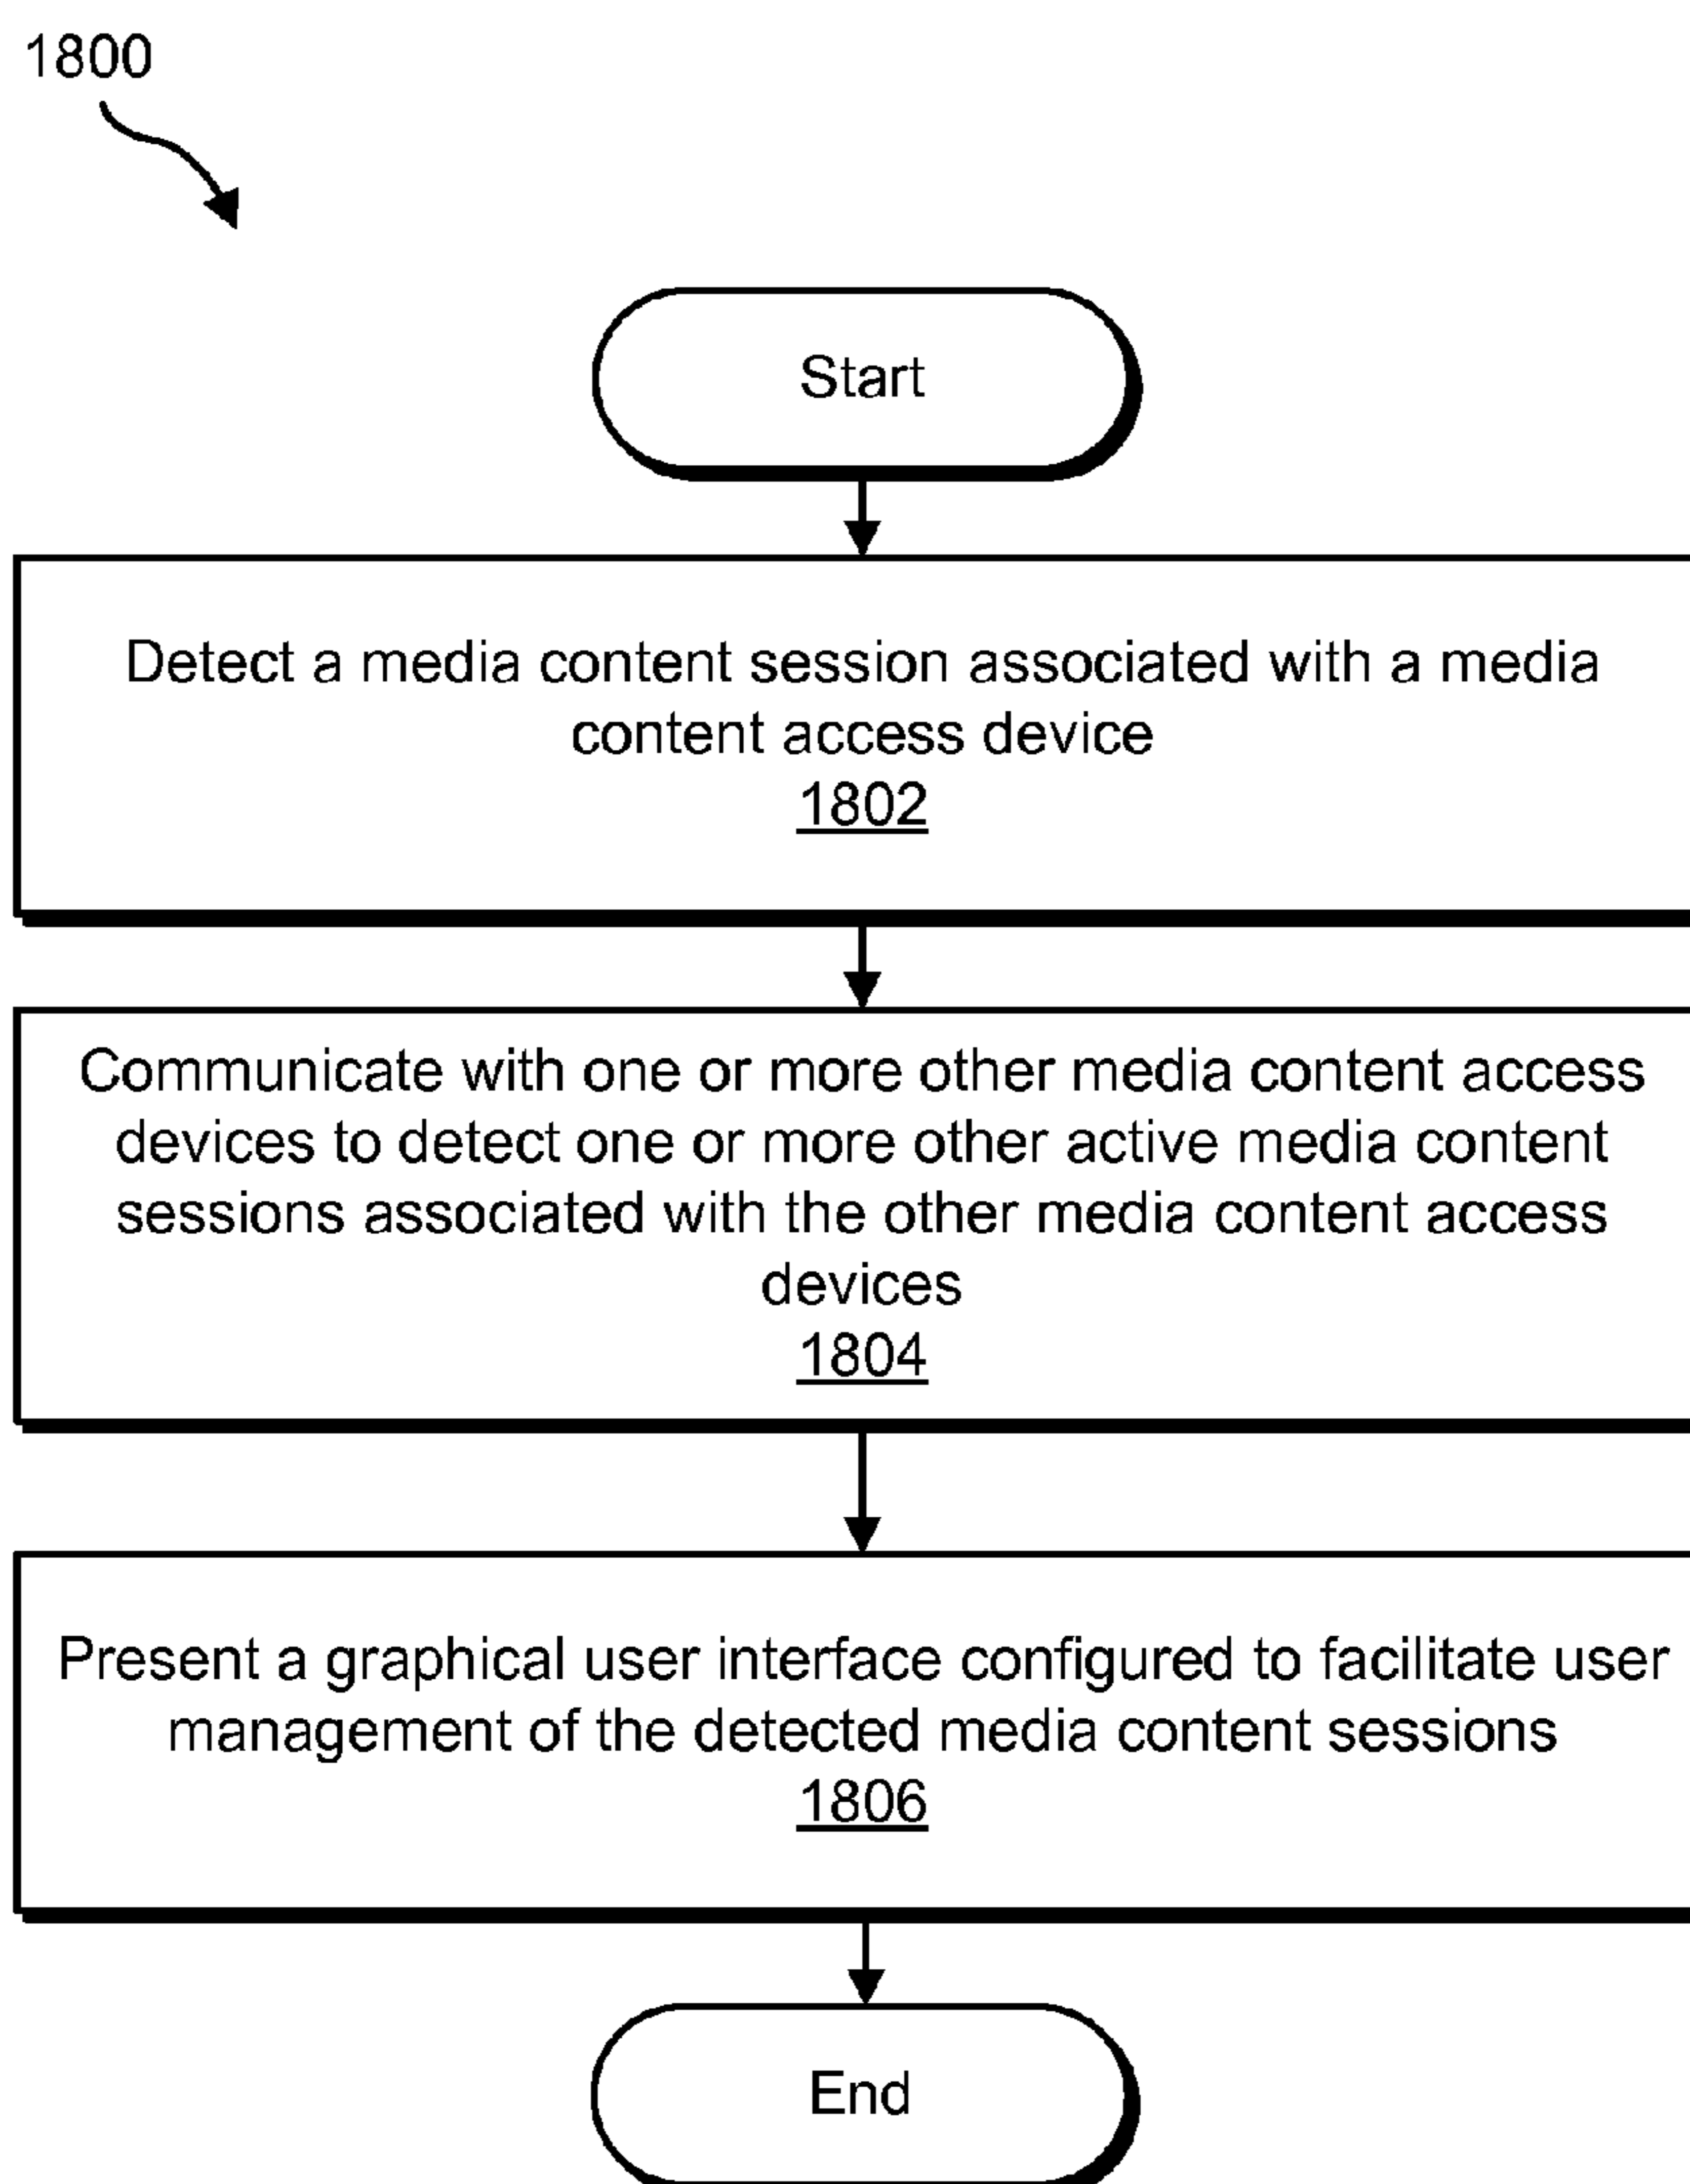 1800
Start
Detect a media content session associated with a media
content access device
1802
Communicate with one or more other media content access
devices to detect one or more other active media content
sessions associated with the other media content access
devices
1804
Present a graphical user interface configured to facilitate user
management of the detected media content sessions
1806
End